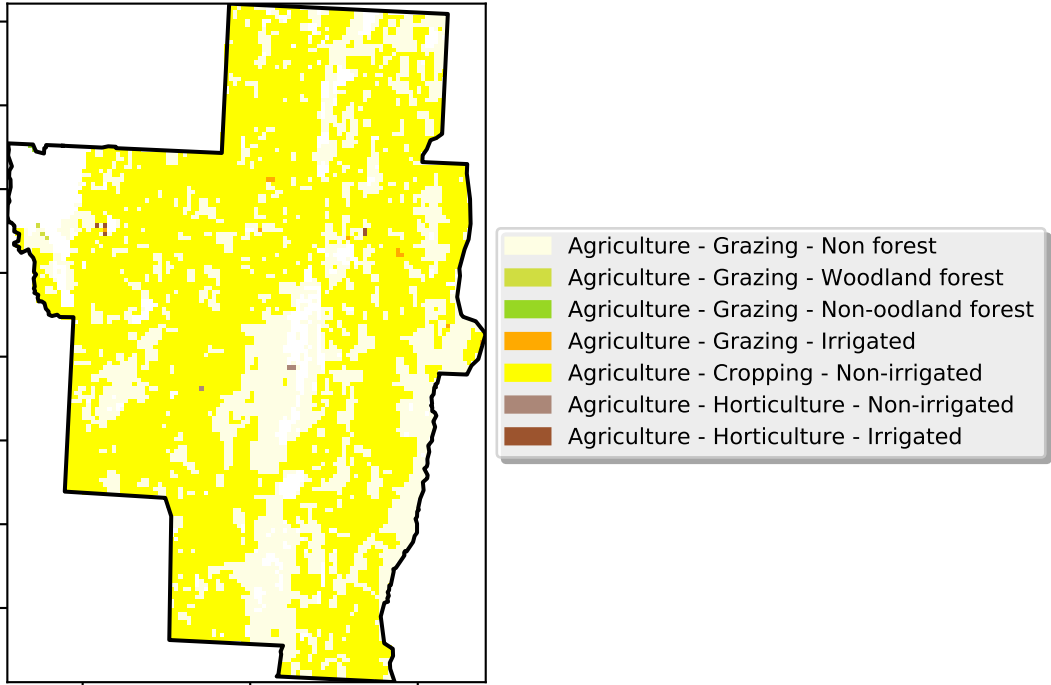 Agriculture - Grazing - Non forest
Agriculture - Grazing - Woodland forest
Agriculture - Grazing - Non-oodland forest
Agriculture - Grazing - Irrigated
Agriculture - Cropping - Non-irrigated
Agriculture - Horticulture - Non-irrigated
Agriculture - Horticulture - Irrigated